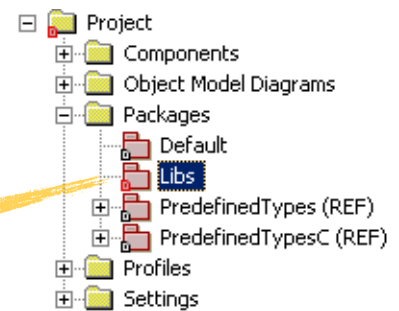 Project
Components
Object Model Diagrams
Packages
Default
Libs
PredefinedTypes (REF)
PredefinedTypesC (REF)
Profiles
Settings